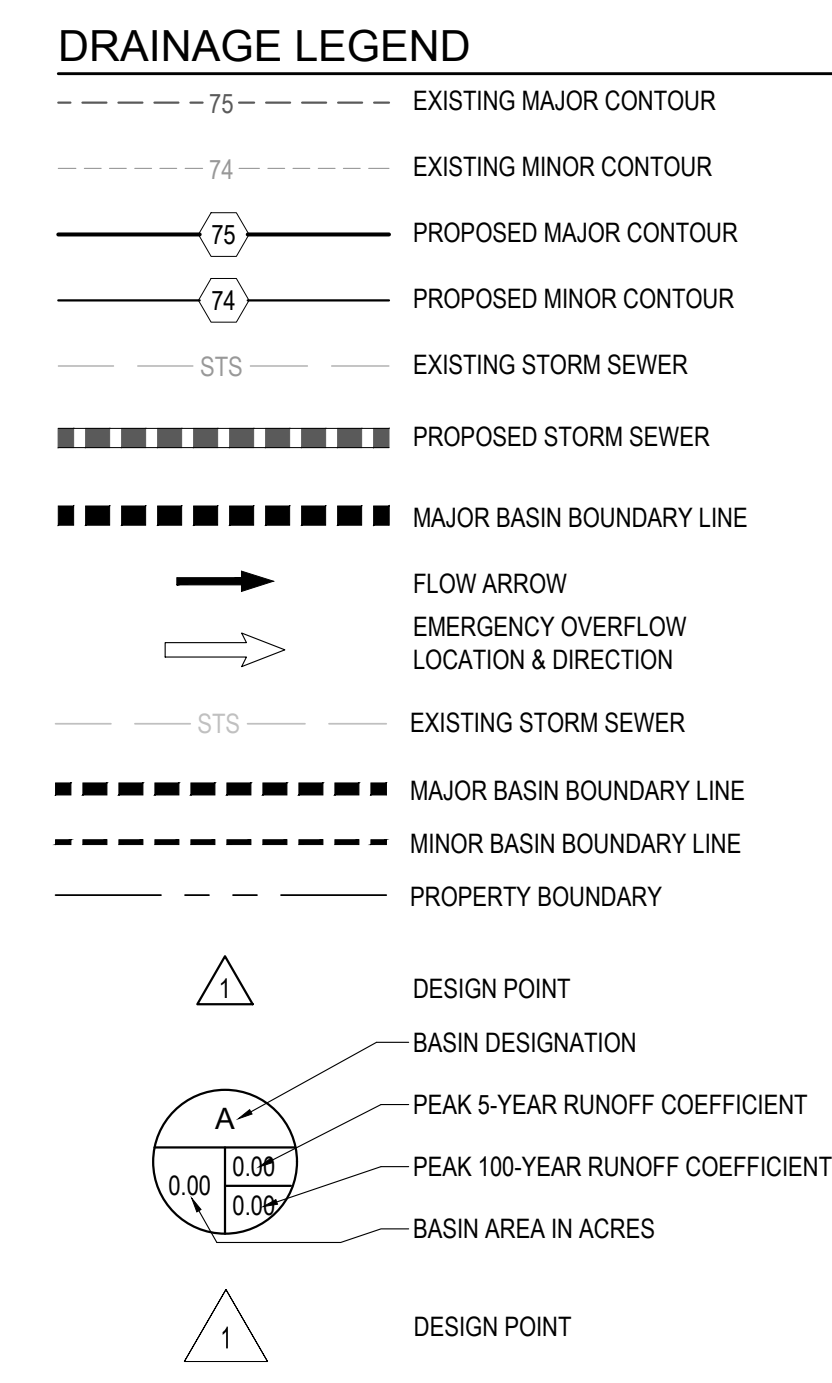 DRAINAGE LEGEND
75 EXISTING MAJOR CONTOUR
74 EXISTING MINOR CONTOUR
75 PROPOSED MAJOR CONTOUR
74 PROPOSED MINOR CONTOUR
STS EXISTING STORM SEWER
PROPOSED STORM SEWER
MAJOR BASIN BOUNDARY LINE
FLOW ARROW
EMERGENCY OVERFLOW
LOCATION & DIRECTION
STS EXISTING STORM SEWER
MAJOR BASIN BOUNDARY LINE
MINOR BASIN BOUNDARY LINE
PROPERTY BOUNDARY
1 DESIGN POINT
BASIN DESIGNATION
A PEAK 5-YEAR RUNOFF COEFFICIENT
0.00 PEAK 100-YEAR RUNOFF COEFFICIENT
0.00
0.00
BASIN AREA IN ACRES
1 DESIGN POINT